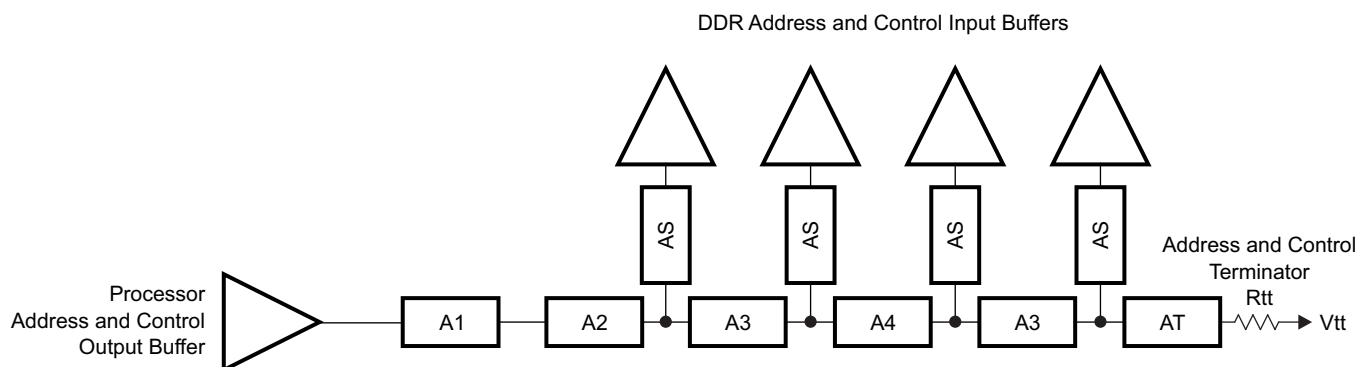 DDR Address and Control Input Buffers
AS
AS
AS
AS
Address and Control
Terminator
Rtt
Processor
Address and Control
Output Buffer
A1
A2
A3
A4
A3
AT
Vtt